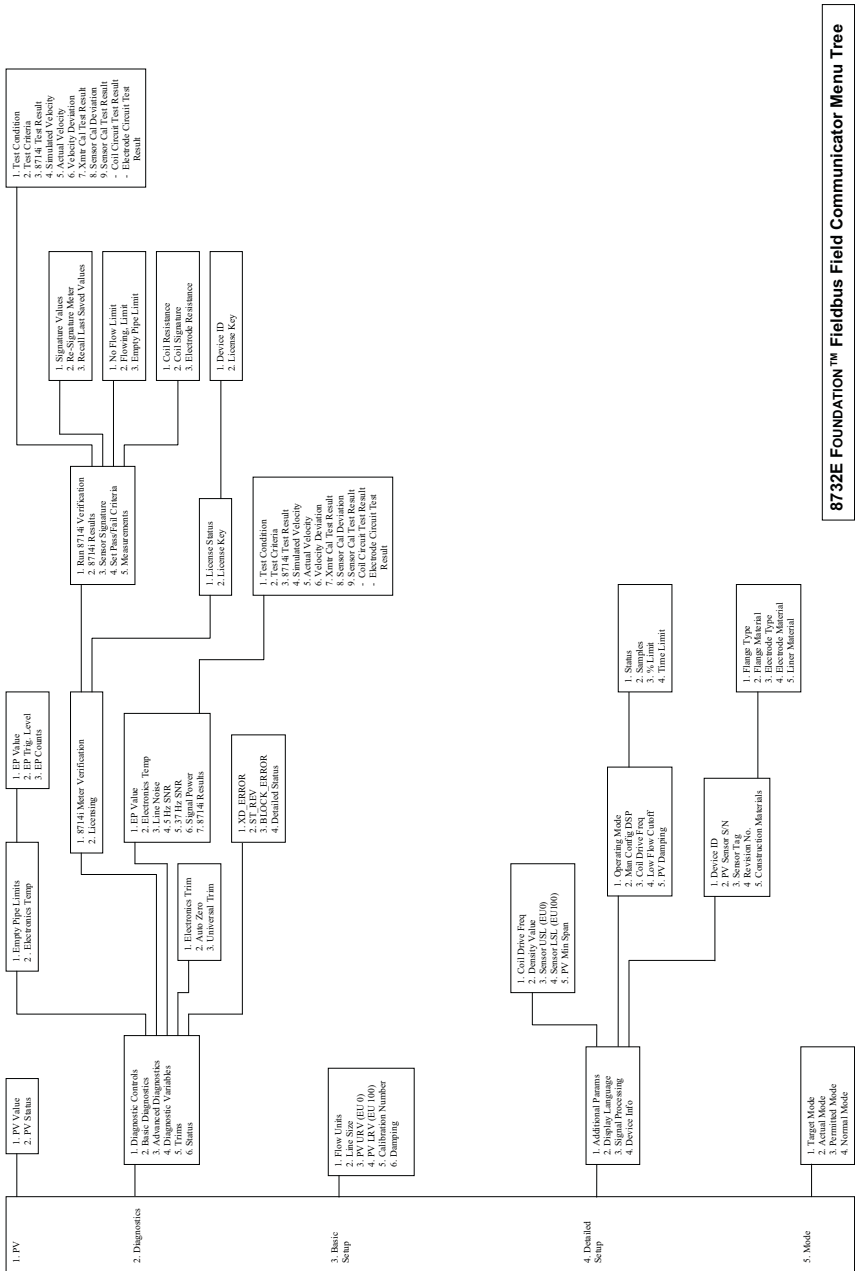 1. PV
2. Diagnostics
3. Basic
Setup
4. Detailed
Setup
5. Mode
1. PV Value
2. PV Status
1. Diagnostic Controls
2. Basic Diagnostics
3. Advanced Diagnostics
4. Diagnostic Variables
5. Trims
6. Status
1. Flow Units
2. Line Size
3. PV URV (EU 0)
4. PV LRV (EU 100)
5. Calibration Number
6. Damping
1. Additional Params
2. Display Language
3. Signal Processing
4. Device Info
1. Target Mode
2. Actual Mode
3. Permitted Mode
4. Normal Mode
1. Empty Pipe Limits
2 . Electronics Temp
1. EP Value
2. EP Trig. Level
3. EP Counts
1. 8714i Meter Verification
2. Licensing
1. EP Value
2. Electronics Temp
3. Line Noise
4. 5 Hz SNR
5. 37 Hz SNR
6. Signal Power
7. 8714i Results
1. Electronics Trim
2. Auto Zero
3. Universal Trim
1. XD_ERROR
2. ST_REV
3. BLOCK_ERROR
4. Detailed Status
1. Run 8714i Verification
2. 8714i Results
3. Sensor Signature
4. Set Pass/Fail Criteria
5. Measurements
1. License Status
2. License Key
1. Test Condition
2. Test Criteria
3. 8714i Test Result
4. Simulated Velocity
5. Actual Velocity
6. Velocity Deviation
7. Xmtr Cal Test Result
8. Sensor Cal Deviation
9. Sensor Cal Test Result
- Coil Circuit Test Result
- Electrode Circuit Test
Result
1. Signature Values
2. Re-Signature Meter
3. Recall Last Saved Values
1. No Flow Limit
2. Flowing, Limit
3. Empty Pipe Limit
1. Coil Resistance
2. Coil Signature
3. Electrode Resistance
1. Device ID
2. License Key
1. Test Condition
2. Test Criteria
3. 8714i Test Result
4. Simulated Velocity
5. Actual Velocity
6. Velocity Deviation
7. Xmtr Cal Test Result
8. Sensor Cal Deviation
9. Sensor Cal Test Result
- Coil Circuit Test Result
- Electrode Circuit Test
Result
1. Coil Drive Freq
2. Density Value
3. Sensor USL (EU0)
4. Sensor LSL (EU100)
5. PV Min Span
1. Operating Mode
2. Man Config DSP
3. Coil Drive Freq
4. Low Flow Cutoff
5. PV Damping
1. Status
2. Samples
3. % Limit
4. Time Limit
1. Device ID
2. PV Sensor S/N
3. Sensor Tag
4. Revision No.
5. Construction Materials
1. Flange Type
2. Flange Material
3. Electrode Type
4. Electrode Material
5. Liner Material
8732E FOUNDATION™ Fieldbus Field Communicator Menu Tree